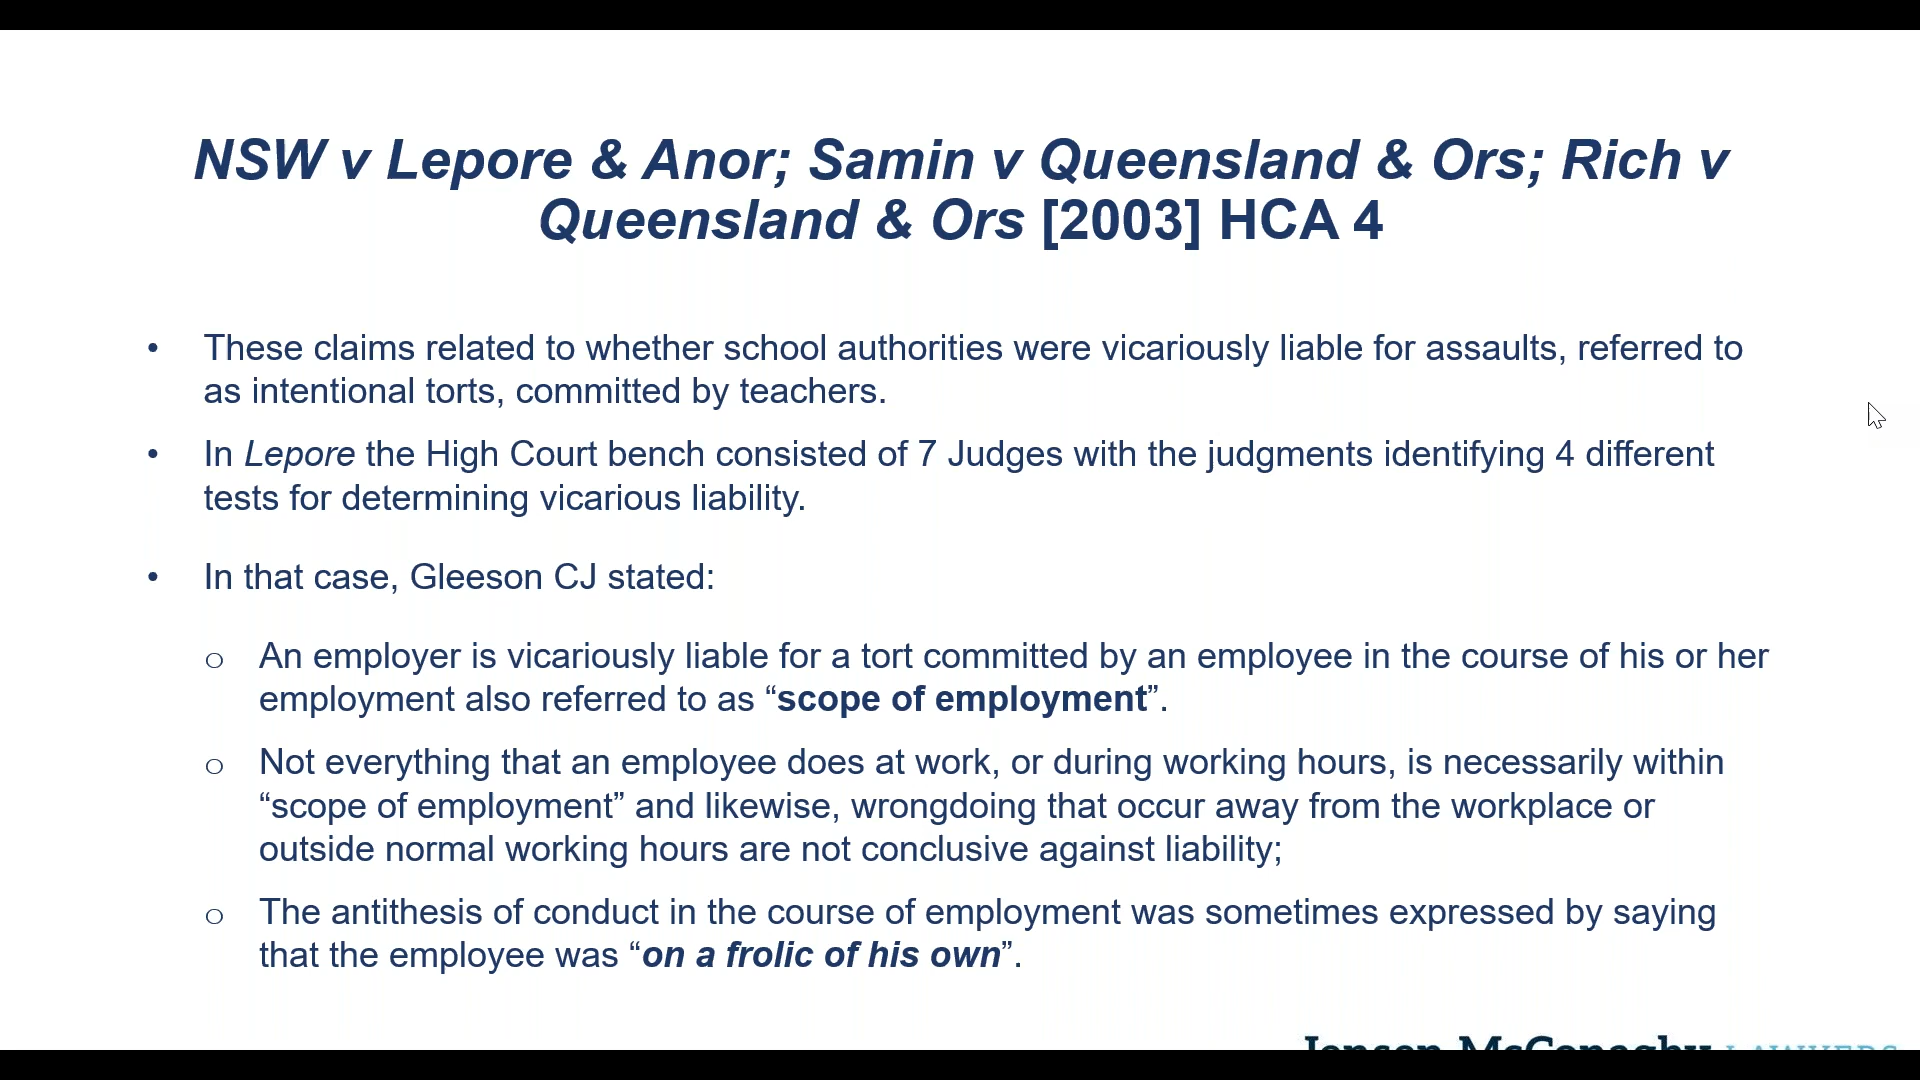 NSW v Lepore & Anor; Samin v Queensland & Ors; Rich v
Queensland & Ors [2003] HCA 4
• These claims related to whether school authorities were vicariously liable for assaults, referred to
as intentional torts, committed by teachers.
• In Lepore the High Court bench consisted of 7 Judges with the judgments identifying 4 different
tests for determining vicarious liability.
• In that case, Gleeson CJ stated:
o An employer is vicariously liable for a tort committed by an employee in the course of his or her
employment also referred to as “scope of employment”.
o Not everything that an employee does at work, or during working hours, is necessarily within
“scope of employment” and likewise, wrongdoing that occur away from the workplace or
outside normal working hours are not conclusive against liability;
o The antithesis of conduct in the course of employment was sometimes expressed by saying
that the employee was “on a frolic of his own”.
Jensen McConaghy LAWYERS